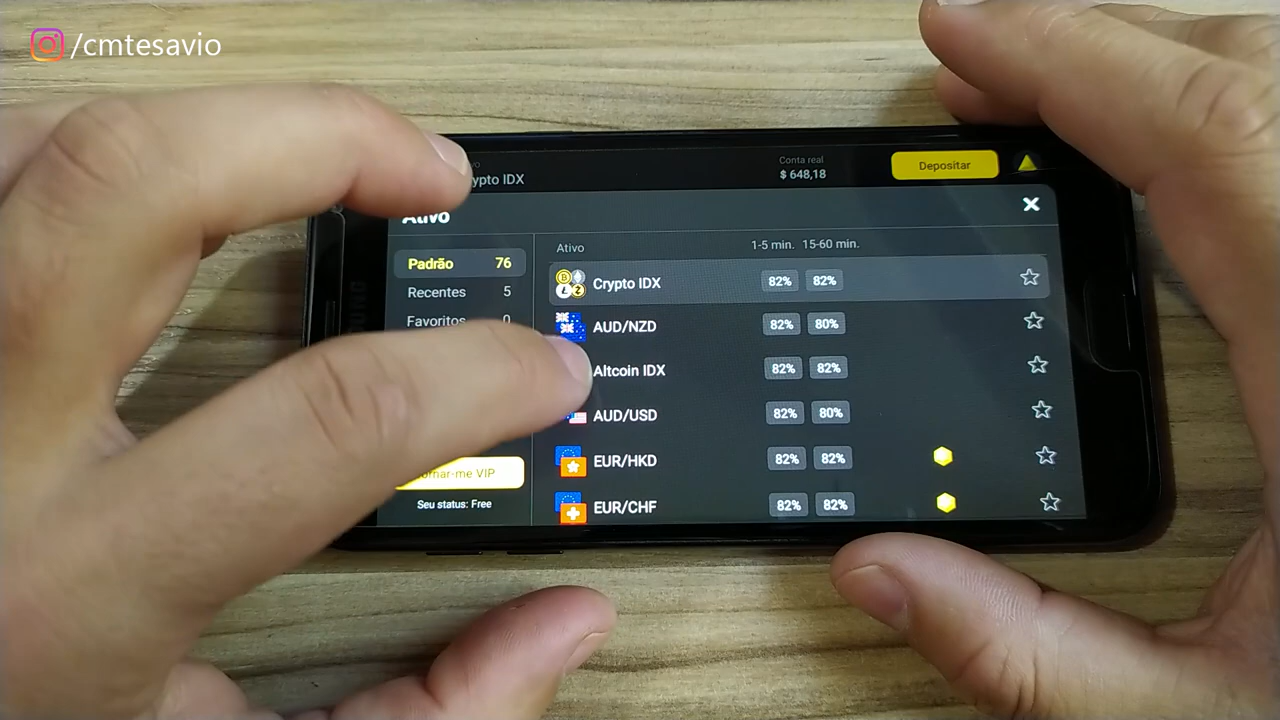 /cmtesavio
Crypto IDX
Conta real
$ 648,18
Depositar
Ativo
Padrão 76
Recentes 5
Favoritos 0
Seu status: Free
Ativo 1-5 min. 15-60 min.
Crypto IDX 82% 82%
AUD/NZD 82% 80%
Altcoin IDX 82% 82%
AUD/USD 82% 80%
EUR/HKD 82% 82%
EUR/CHF 82% 82%
-me VIP